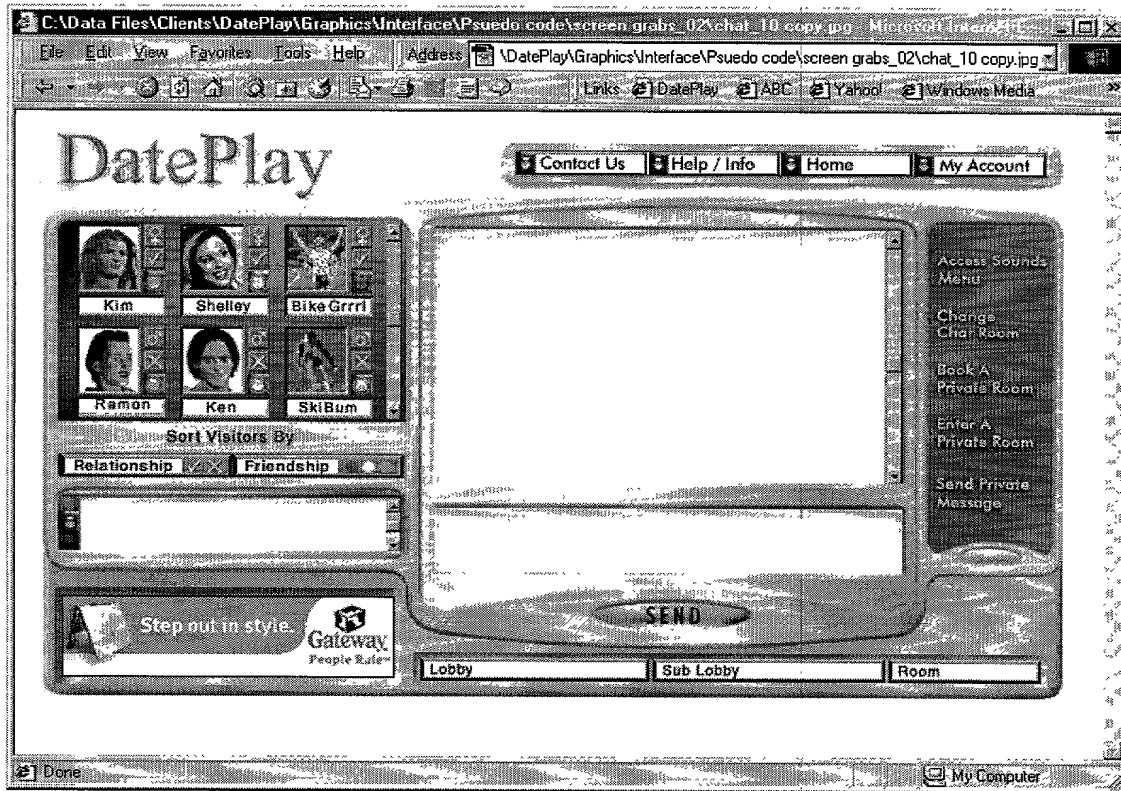 C:\Data Files\Clients\DatePlay\Graphics\Interface\Psuedo code\screen grabs_02\chat_10 copy.jpg - Microsoft
File Edit View Favorites Tools Help Address \DatePlay\Graphics\Interface\Psuedo code\screen grabs_02\chat_10 copy.jpg
Links DatePlay ABC Yahoo! Windows Media
DatePlay
Contact Us Help / Info Home My Account
Kim Shelley Bike Grrrl
Ramon Ken SkiBum
Sort Visitors By
Relationship Friendship
Access Sounds
Menu
Change
Chat Room
Book A
Private Room
Enter A
Private Room
Send Private
Message
SEND
Step out in style.
Gateway
People Rule
Lobby Sub Lobby Room
Done My Computer